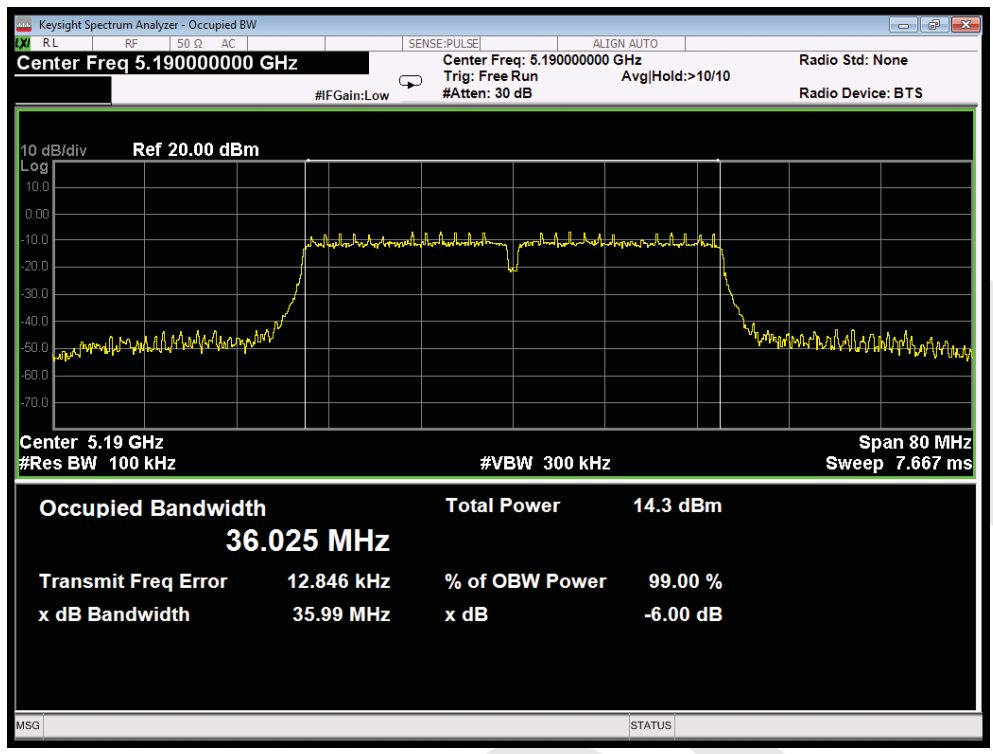 Keysight Spectrum Analyzer - Occupied BW
LXI RL RF 50 Ω AC SENSE:PULSE ALIGN AUTO
Center Freq 5.190000000 GHz
Center Freq: 5.190000000 GHz
Radio Std: None
Trig: Free Run Avg|Hold:>10/10
#IFGain:Low #Atten: 30 dB Radio Device: BTS
10 dB/div Ref 20.00 dBm
Log
10.0
0.00
-10.0
-20.0
-30.0
-40.0
-50.0
-60.0
-70.0
Center 5.19 GHz Span 80 MHz
#Res BW 100 kHz #VBW 300 kHz Sweep 7.667 ms
Occupied Bandwidth Total Power 14.3 dBm
36.025 MHz
Transmit Freq Error 12.846 kHz % of OBW Power 99.00 %
x dB Bandwidth 35.99 MHz x dB -6.00 dB
MSG STATUS